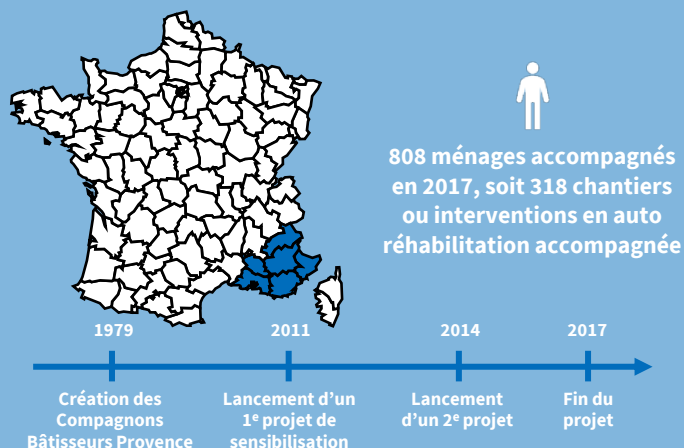 808 ménages accompagnés
en 2017, soit 318 chantiers
ou interventions en auto
réhabilitation accompagnée
1979
2011
2014
2017
Création des
Compagnons
Bâtisseurs Provence
Lancement d'un
1e projet de
sensibilisation
Lancement
d'un 2e projet
Fin du
projet